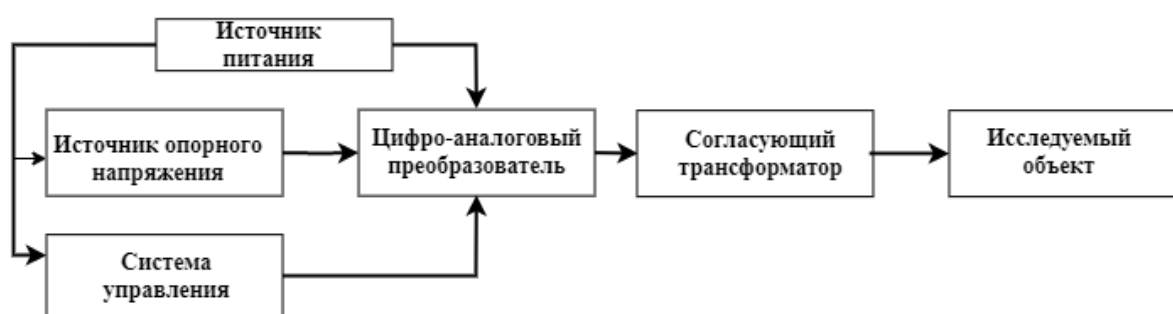 Источник
питания
Источник опорного
напряжения
Цифро-аналоговый
преобразователь
Согласующий
трансформатор
Исследуемый
объект
Система
управления